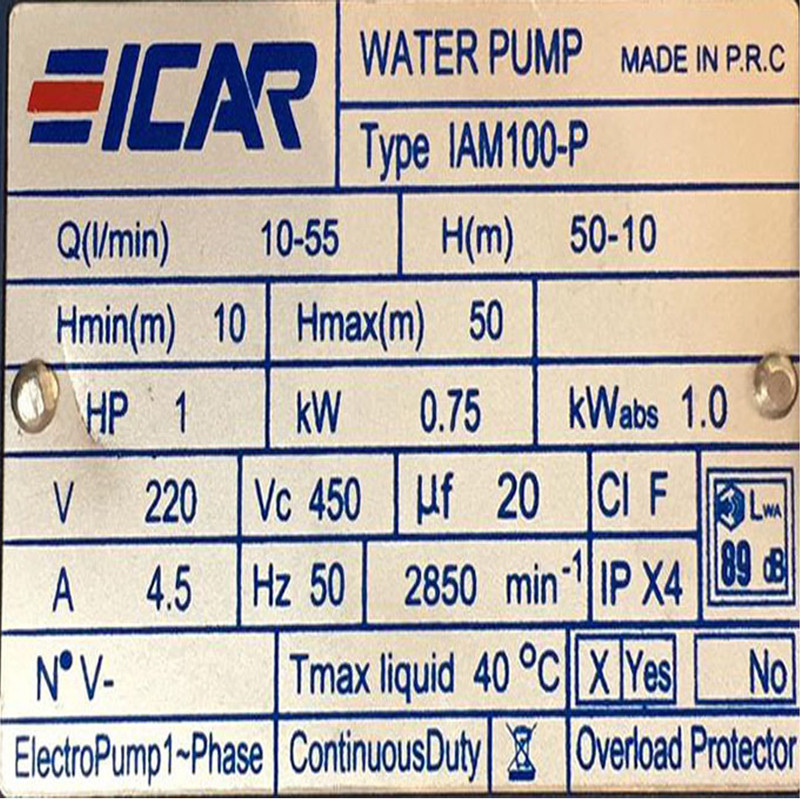 EICAR
WATER PUMP MADE IN P.R.C
Type IAM100-P
Q(l/min) 10-55 H(m) 50-10
Hmin(m) 10 Hmax(m) 50
HP 1 kW 0.75 kWabs 1.0
V 220 Vc 450 µf 20 Cl F
LWA
89 dB
A 4.5 Hz 50 2850 min-1 IP X4
N° V- Tmax liquid 40 °C X Yes No
ElectroPump1~Phase ContinuousDuty Overload Protector